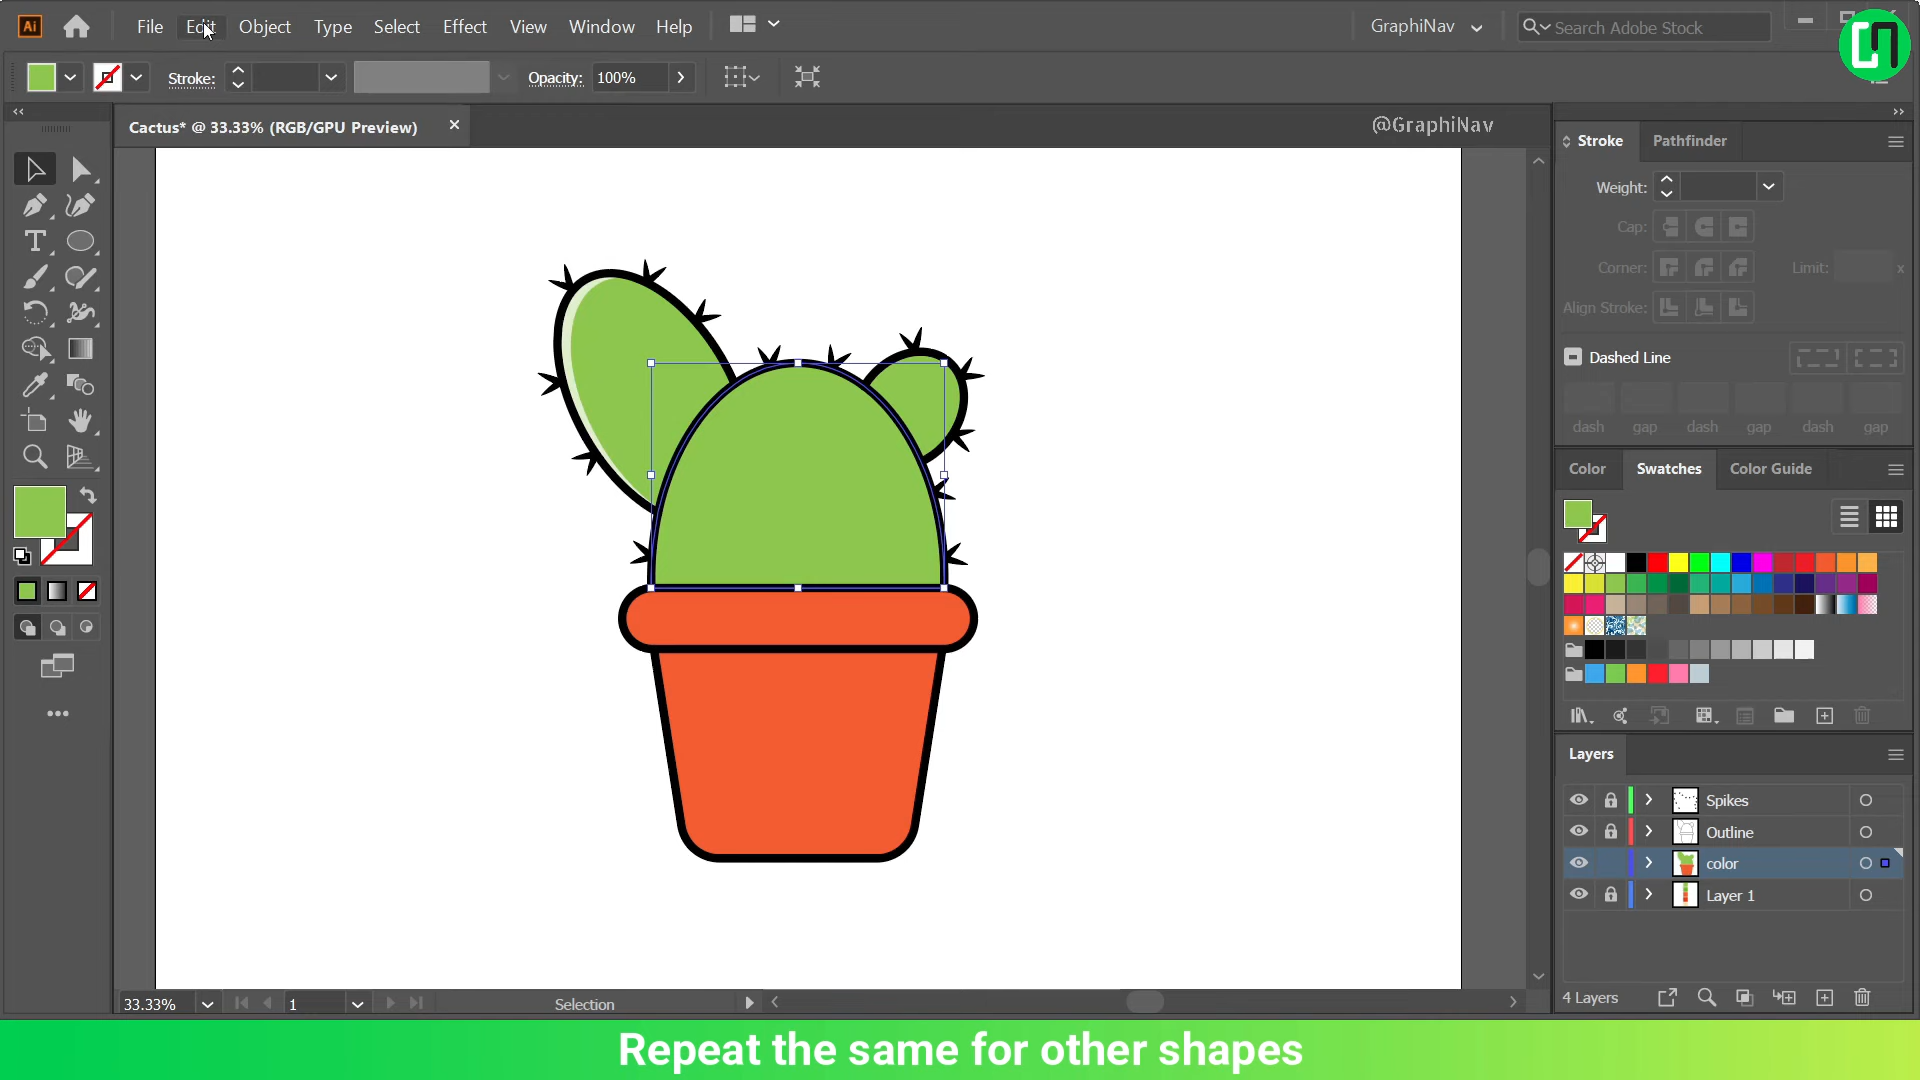 Ai File Edit Object Type Select Effect View Window Help GraphiNav Search Adobe Stock
Stroke: Opacity: 100%
Cactus* @ 33.33% (RGB/GPU Preview) @GraphiNav
Stroke Pathfinder
Weight:
Cap:
Corner: Limit: x
Align Stroke:
Dashed Line
dash gap dash gap dash gap
Color Swatches Color Guide
Layers
Spikes
Outline
color
Layer 1
4 Layers
33.33% 1 Selection
Repeat the same for other shapes